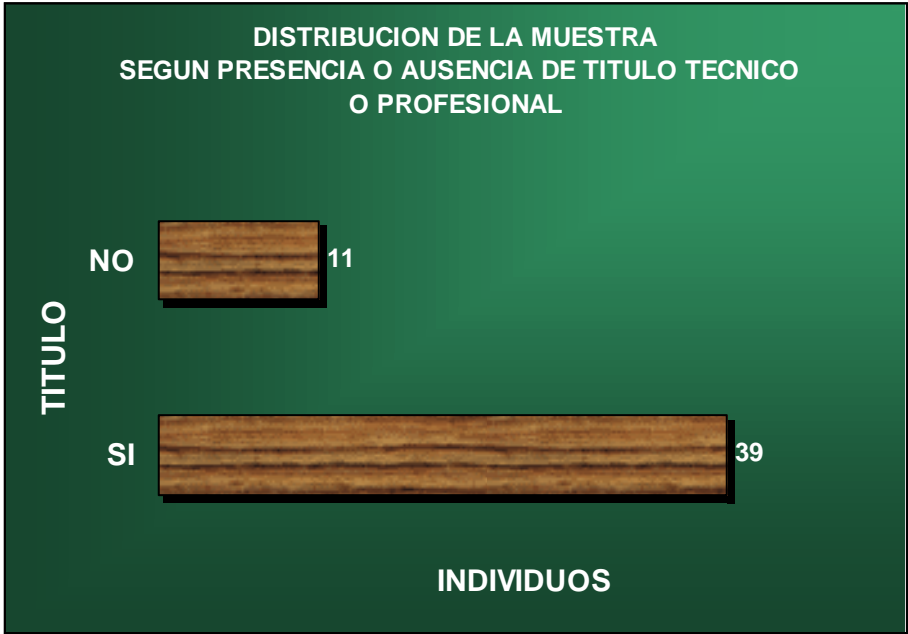 DISTRIBUCION DE LA MUESTRA
SEGUN PRESENCIA O AUSENCIA DE TITULO TECNICO
O PROFESIONAL
NO
11
TITULO
SI
39
INDIVIDUOS